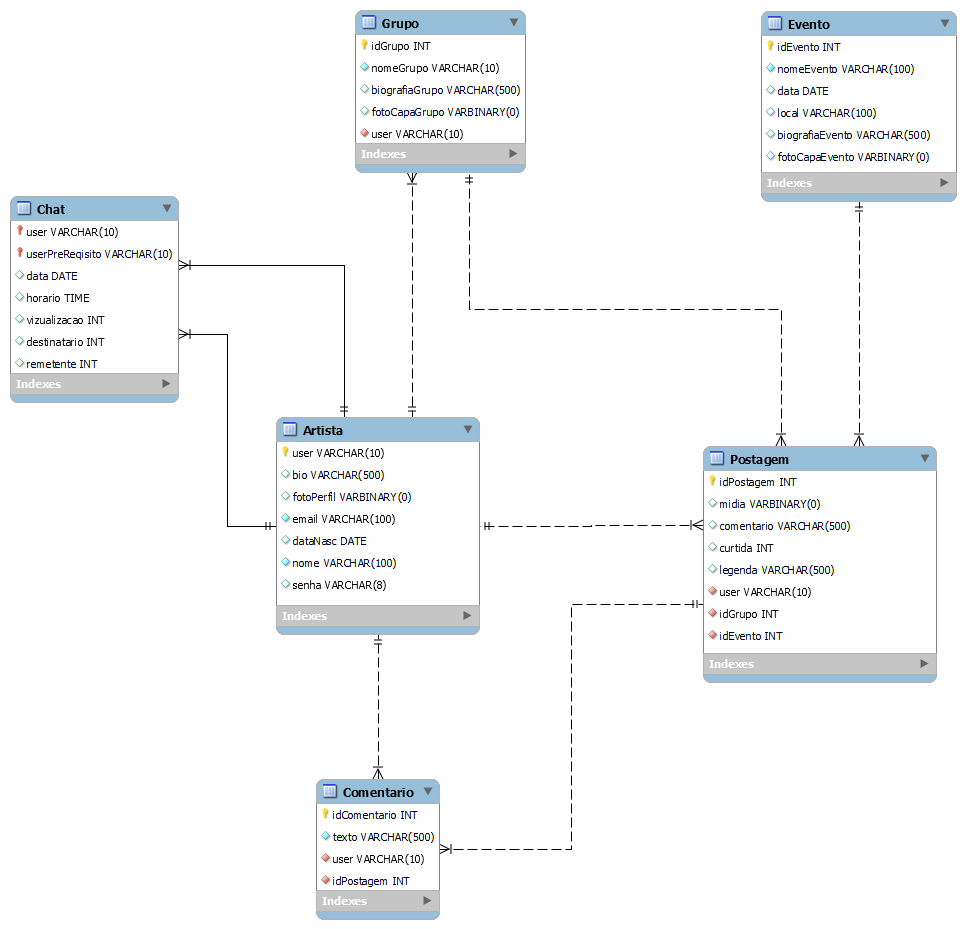 Grupo
idGrupo INT
nomeGrupo VARCHAR(10)
biografiaGrupo VARCHAR(500)
fotoCapaGrupo VARBINARY(0)
user VARCHAR(10)
Indexes
Evento
idEvento INT
nomeEvento VARCHAR(100)
data DATE
local VARCHAR(100)
biografiaEvento VARCHAR(500)
fotoCapaEvento VARBINARY(0)
Indexes
Chat
user VARCHAR(10)
userPreReqisito VARCHAR(10)
data DATE
horario TIME
vizualizacao INT
destinatario INT
remetente INT
Indexes
Artista
user VARCHAR(10)
bio VARCHAR(500)
fotoPerfil VARBINARY(0)
email VARCHAR(100)
dataNasc DATE
nome VARCHAR(100)
senha VARCHAR(8)
Indexes
Postagem
idPostagem INT
midia VARBINARY(0)
comentario VARCHAR(500)
curtida INT
legenda VARCHAR(500)
user VARCHAR(10)
idGrupo INT
idEvento INT
Indexes
Comentario
idComentario INT
texto VARCHAR(500)
user VARCHAR(10)
idPostagem INT
Indexes